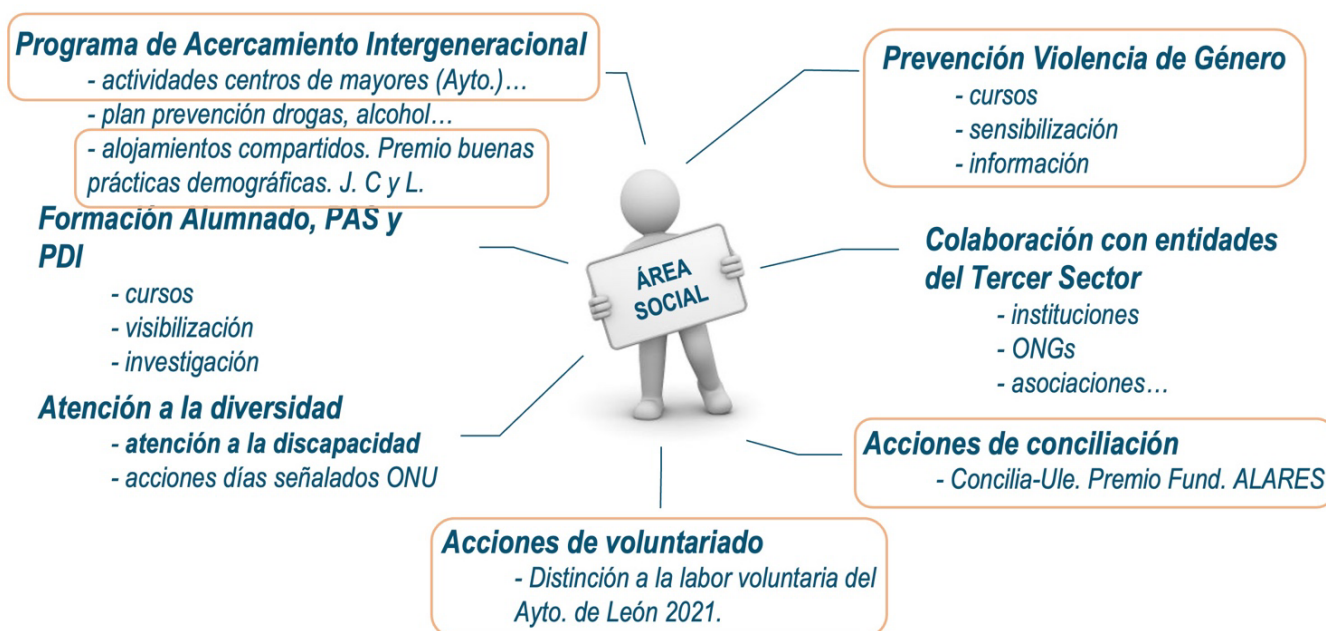 Programa de Acercamiento Intergeneracional
- actividades centros de mayores (Ayto.)…
- plan prevención drogas, alcohol…
- alojamientos compartidos. Premio buenas
prácticas demográficas. J. C y L.
Formación Alumnado, PAS y
PDI
- cursos
- visibilización
- investigación
Atención a la diversidad
- atención a la discapacidad
- acciones días señalados ONU
ÁREA
SOCIAL
Prevención Violencia de Género
- cursos
- sensibilización
- información
Colaboración con entidades
del Tercer Sector
- instituciones
- ONGs
- asociaciones…
Acciones de conciliación
- Concilia-Ule. Premio Fund. ALARES
Acciones de voluntariado
- Distinción a la labor voluntaria del
Ayto. de León 2021.